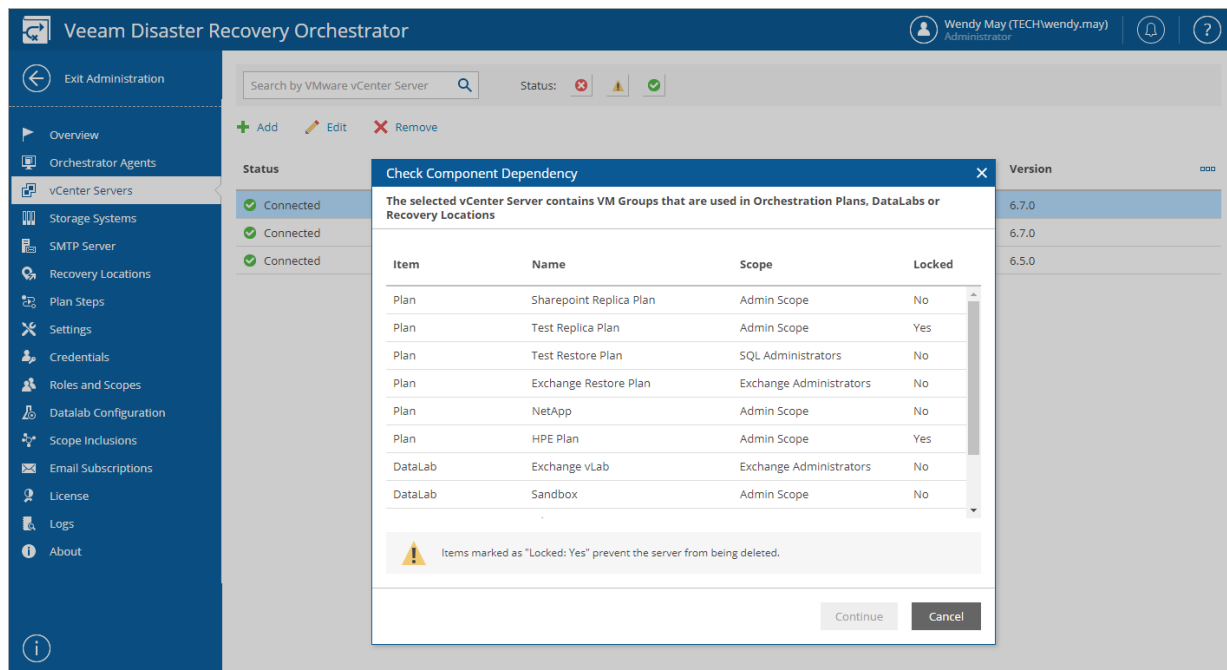 Veeam Disaster Recovery Orchestrator
Wendy May (TECH\wendy.may)
Administrator
?
Exit Administration
Overview
Orchestrator Agents
vCenter Servers
Storage Systems
SMTP Server
Recovery Locations
Plan Steps
Settings
Credentials
Roles and Scopes
Datalab Configuration
Scope Inclusions
Email Subscriptions
License
Logs
About
Search by VMware vCenter Server
Status:
Add Edit Remove
Status Version
Connected 6.7.0
Connected 6.7.0
Connected 6.5.0
Check Component Dependency
The selected vCenter Server contains VM Groups that are used in Orchestration Plans, DataLabs or
Recovery Locations
Item Name Scope Locked
Plan Sharepoint Replica Plan Admin Scope No
Plan Test Replica Plan Admin Scope Yes
Plan Test Restore Plan SQL Administrators No
Plan Exchange Restore Plan Exchange Administrators No
Plan NetApp Admin Scope No
Plan HPE Plan Admin Scope Yes
DataLab Exchange vLab Exchange Administrators No
DataLab Sandbox Admin Scope No
Items marked as "Locked: Yes" prevent the server from being deleted.
Continue Cancel